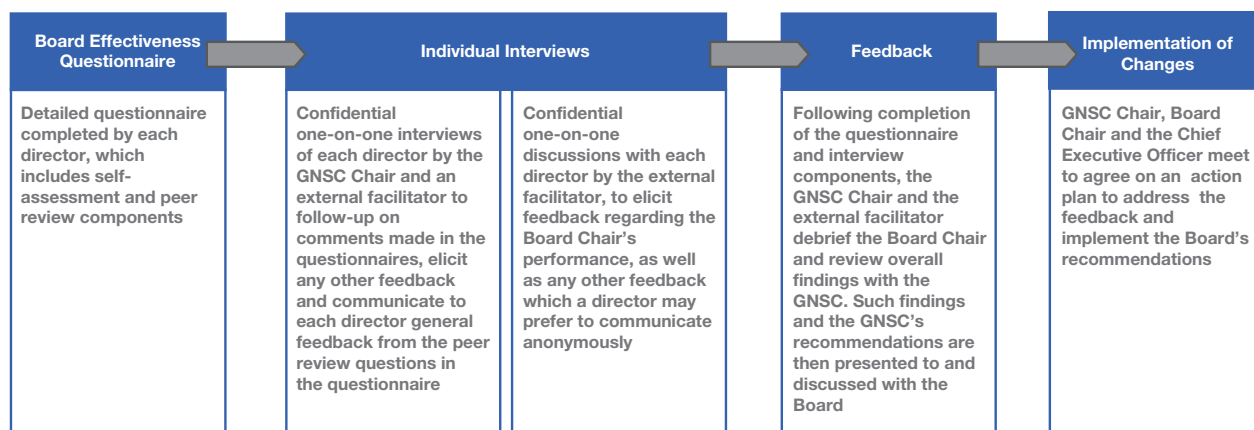 Board Effectiveness
Questionnaire
Detailed questionnaire
completed by each
director, which
includes self-
assessment and peer
review components
Individual Interviews
Confidential
one-on-one interviews
of each director by the
GNSC Chair and an
external facilitator to
follow-up on
comments made in the
questionnaires, elicit
any other feedback
and communicate to
each director general
feedback from the peer
review questions in
the questionnaire
Confidential
one-on-one
discussions with each
director by the external
facilitator, to elicit
feedback regarding the
Board Chair's
performance, as well
as any other feedback
which a director may
prefer to communicate
anonymously
Feedback
Following completion
of the questionnaire
and interview
components, the
GNSC Chair and the
external facilitator
debrief the Board Chair
and review overall
findings with the
GNSC. Such findings
and the GNSC's
recommendations are
then presented to and
discussed with the
Board
Implementation of
Changes
GNSC Chair, Board
Chair and the Chief
Executive Officer meet
to agree on an action
plan to address the
feedback and
implement the Board's
recommendations